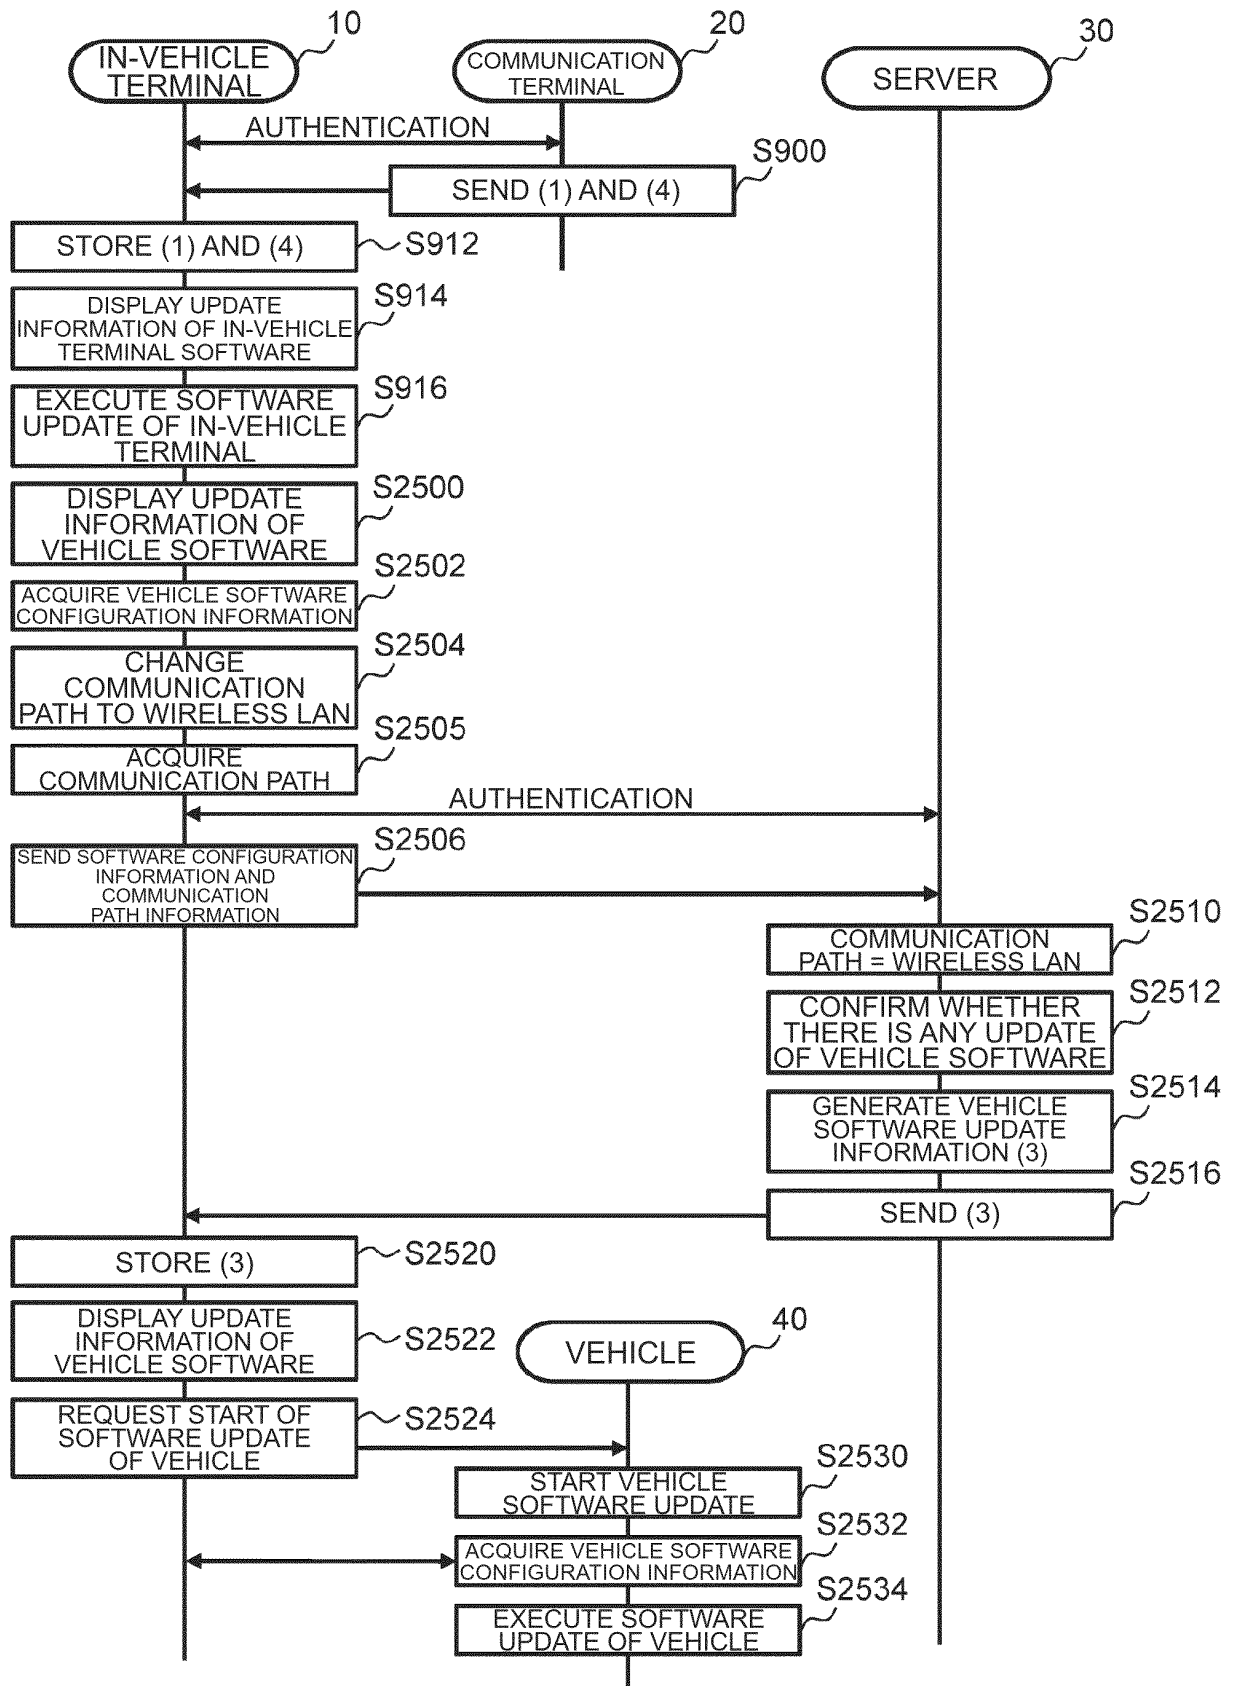 10
20
30
IN-VEHICLE
TERMINAL
COMMUNICATION
TERMINAL
SERVER
AUTHENTICATION
S900
SEND (1) AND (4)
STORE (1) AND (4)
S912
S914
DISPLAY UPDATE
INFORMATION OF IN-VEHICLE
TERMINAL SOFTWARE
S916
EXECUTE SOFTWARE
UPDATE OF IN-VEHICLE
TERMINAL
S2500
DISPLAY UPDATE
INFORMATION OF
VEHICLE SOFTWARE
S2502
ACQUIRE VEHICLE SOFTWARE
CONFIGURATION INFORMATION
S2504
CHANGE
COMMUNICATION
PATH TO WIRELESS LAN
S2505
ACQUIRE
COMMUNICATION PATH
AUTHENTICATION
S2506
SEND SOFTWARE CONFIGURATION
INFORMATION AND
COMMUNICATION
PATH INFORMATION
S2510
COMMUNICATION
PATH = WIRELESS LAN
S2512
CONFIRM WHETHER
THERE IS ANY UPDATE
OF VEHICLE SOFTWARE
S2514
GENERATE VEHICLE
SOFTWARE UPDATE
INFORMATION (3)
S2516
SEND (3)
STORE (3)
S2520
DISPLAY UPDATE
INFORMATION OF
VEHICLE SOFTWARE
S2522
40
VEHICLE
REQUEST START OF
SOFTWARE UPDATE
OF VEHICLE
S2524
S2530
START VEHICLE
SOFTWARE UPDATE
S2532
ACQUIRE VEHICLE SOFTWARE
CONFIGURATION INFORMATION
S2534
EXECUTE SOFTWARE
UPDATE OF VEHICLE